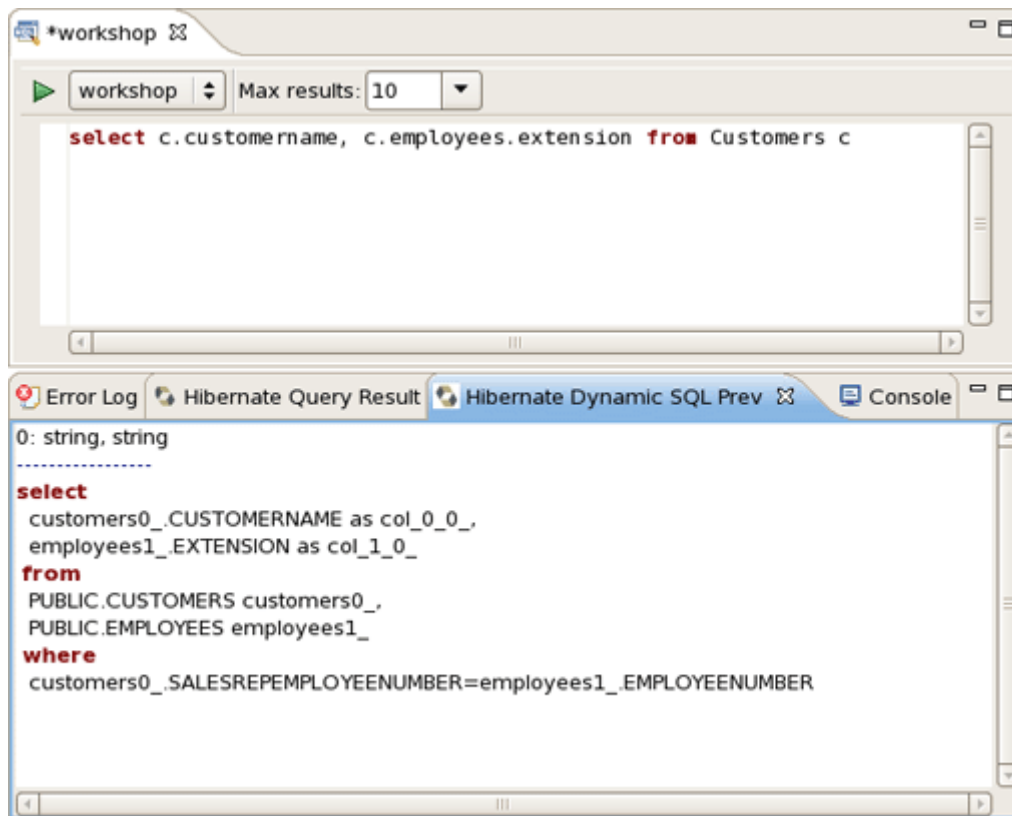 *workshop
workshop Max results: 10
select c.customername, c.employees.extension from Customers c
Error Log Hibernate Query Result Hibernate Dynamic SQL Prev Console
0: string, string
-----------------
select
customers0_.CUSTOMERNAME as col_0_0_,
employees1_.EXTENSION as col_1_0_
from
PUBLIC.CUSTOMERS customers0_,
PUBLIC.EMPLOYEES employees1_
where
customers0_.SALESREPEMPLOYEENUMBER=employees1_.EMPLOYEENUMBER